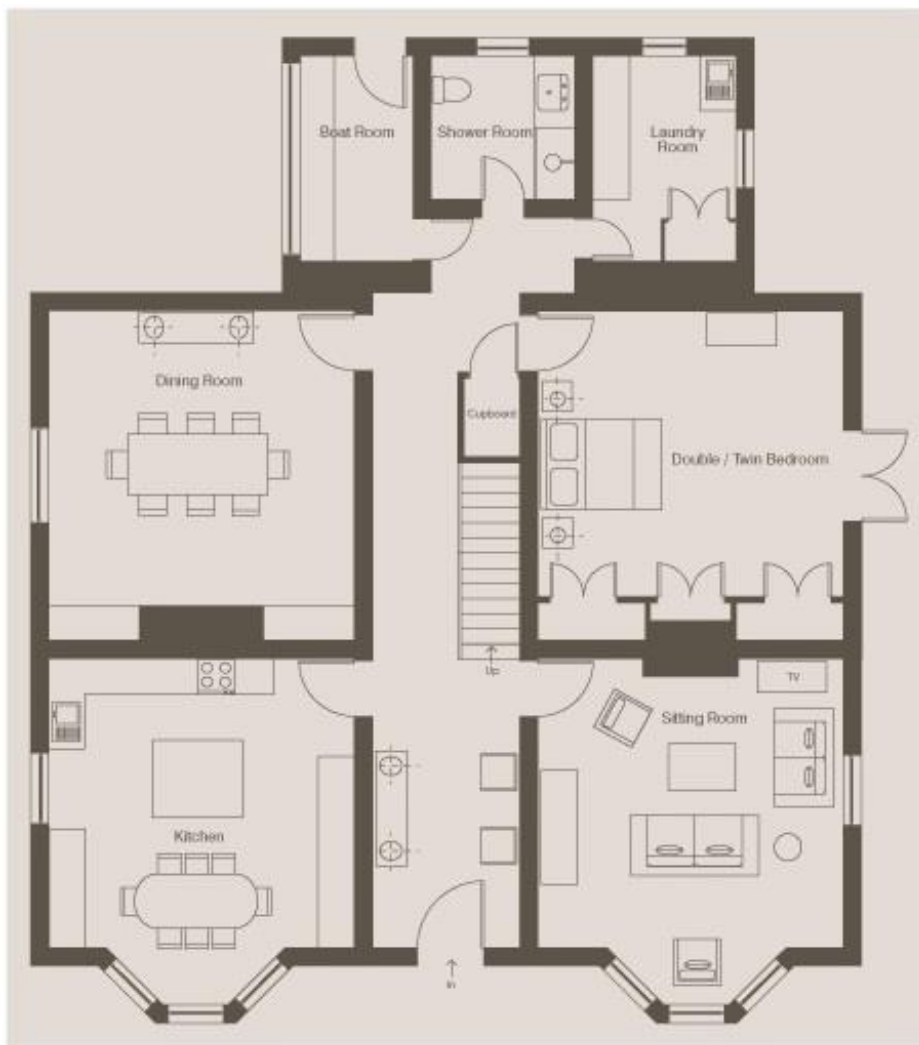 Boat Room
Shower Room
Laundry
Room
Dining Room
Cupboard
Double / Twin Bedroom
Up
TV
Sitting Room
Kitchen
In